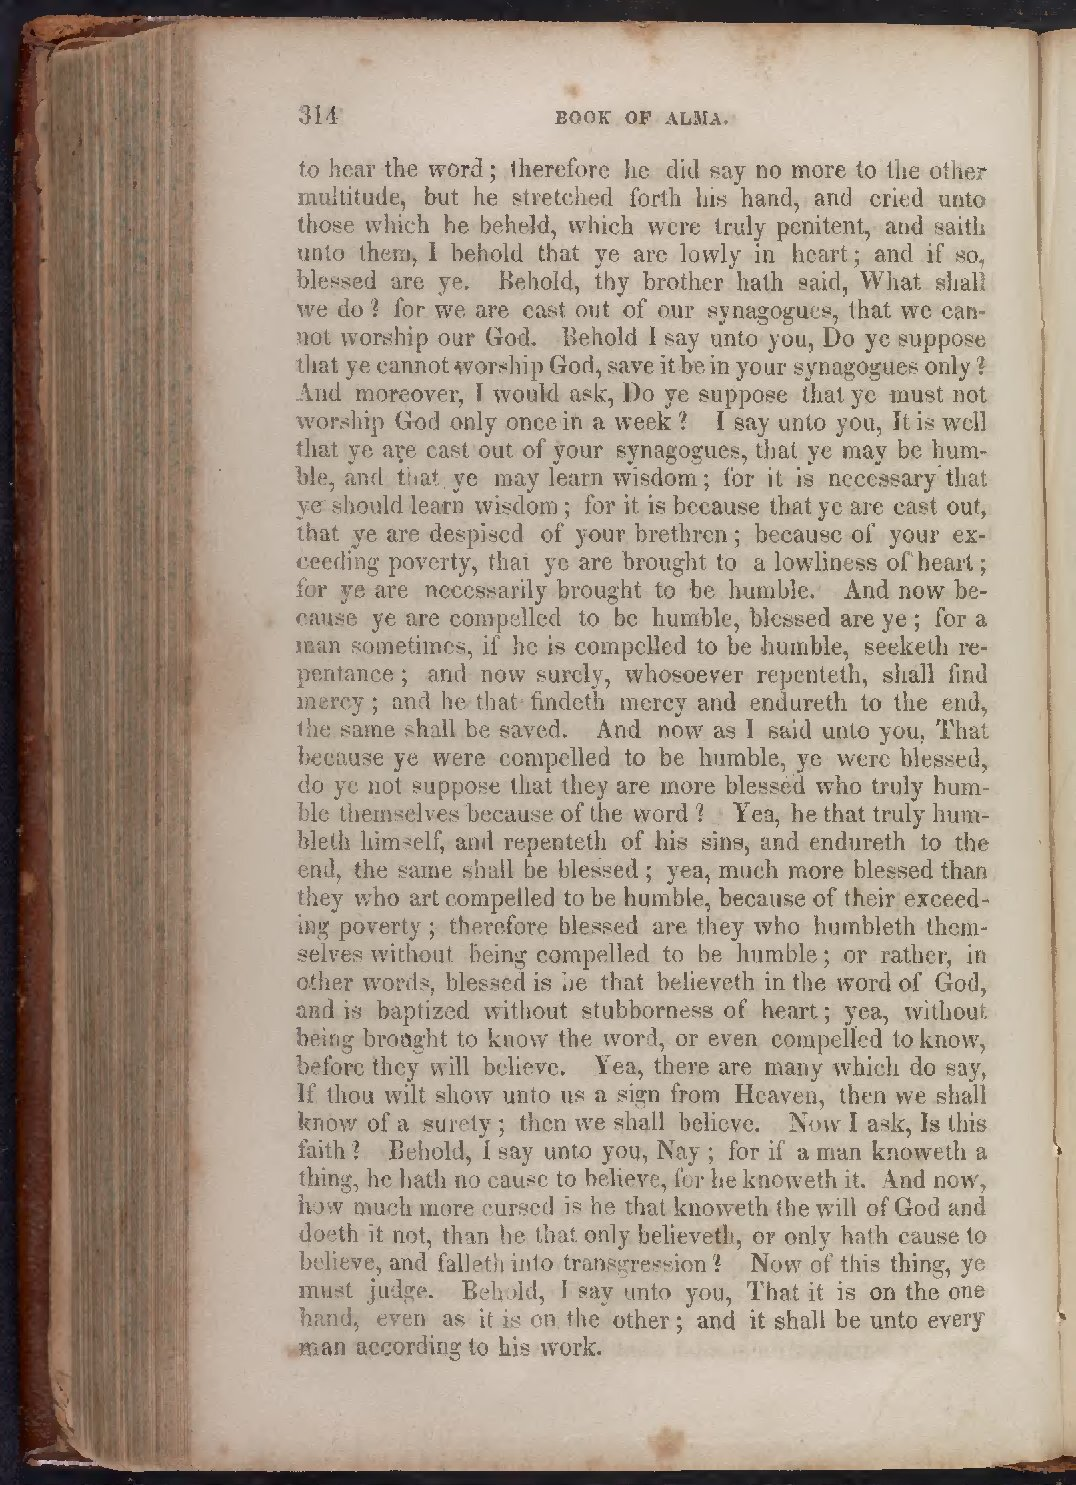 314 BOOK OF ALMA.
to hear the word; therefore he did say no more to the other
multitude, but he stretched forth his hand, and cried unto
those which he beheld, which were truly penitent, and saith
unto them, I behold that ye are lowly in heart; and if so,
blessed are ye. Behold, thy brother hath said, What shall
we do? for we are cast out of our synagogues, that we can-
not worship our God. Behold I say unto you, Do ye suppose
that ye cannot worship God, save it be in your synagogues only?
And moreover, I would ask, Do ye suppose that ye must not
worship God only once in a week? I say unto you, It is well
that ye are cast out of your synagogues, that ye may be hum-
ble, and that ye may learn wisdom; for it is necessary that
ye should learn wisdom; for it is because that ye are cast out,
that ye are despised of your brethren; because of your ex-
ceeding poverty, that ye are brought to a lowliness of heart;
for ye are necessarily brought to be humble. And now be-
cause ye are compelled to be humble, blessed are ye; for a
man sometimes, if he is compelled to be humble, seeketh re-
pentance; and now surely, whosoever repenteth, shall find
mercy; and he that findeth mercy and endureth to the end,
the same shall be saved. And now as I said unto you, That
because ye were compelled to be humble, ye were blessed,
do ye not suppose that they are more blessed who truly hum-
ble themselves because of the word? Yea, he that truly hum-
bleth himself, and repenteth of his sins, and endureth to the
end, the same shall be blessed; yea, much more blessed than
they who art compelled to be humble, because of their exceed-
ing poverty; therefore blessed are they who humbleth them-
selves without being compelled to be humble; or rather, in
other words, blessed is he that believeth in the word of God,
and is baptized without stubborness of heart; yea, without
being brought to know the word, or even compelled to know,
before they will believe. Yea, there are many which do say,
If thou wilt show unto us a sign from Heaven, then we shall
know of a surety; then we shall believe. Now I ask, Is this
faith? Behold, I say unto you, Nay; for if a man knoweth a
thing, he hath no cause to believe, for he knoweth it. And now,
how much more cursed is he that knoweth the will of God and
doeth it not, than he that only believeth, or only hath cause to
believe, and falleth into transgression? Now of this thing, ye
must judge. Behold, I say unto you, That it is on the one
hand, even as it is on the other; and it shall be unto every
man according to his work.